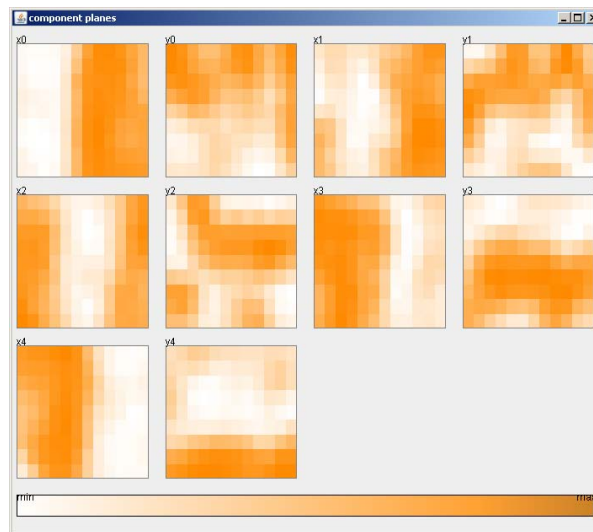 component planes
x0 y0 x1 y1
x2 y2 x3 y3
x4 y4
min